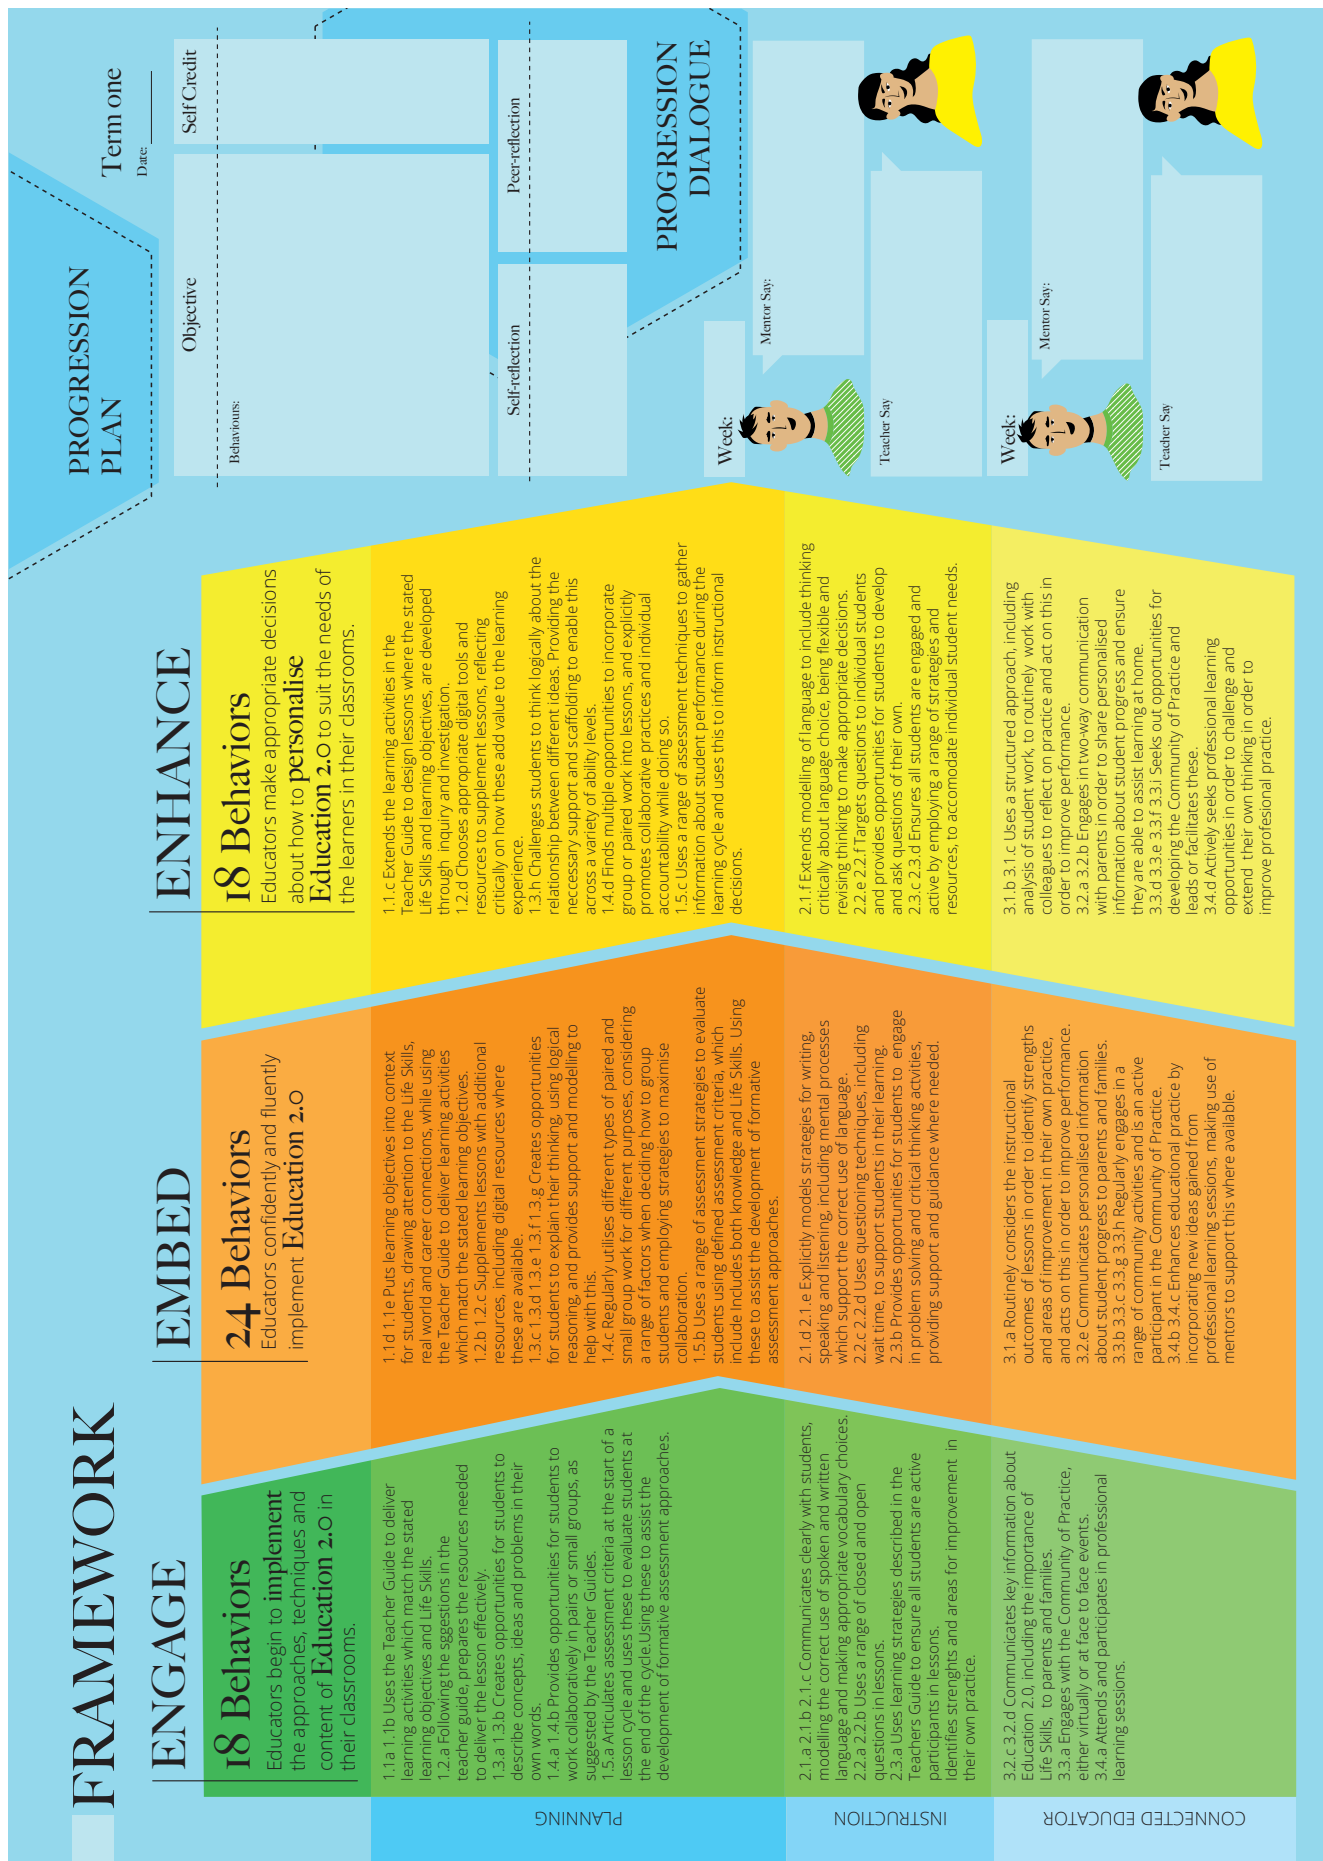 FRAMEWORK
ENGAGE
18 Behaviors
Educators begin to implement
the approaches, techniques and
content of Education 2.0 in
their classrooms.
EMBED
24 Behaviors
Educators confidently and fluently
implement Education 2.0
ENHANCE
18 Behaviors
Educators make appropriate decisions
about how to personalise
Education 2.0 to suit the needs of
the learners in their classrooms.
PLANNING
1.1.a 1.1b Uses the Teacher Guide to deliver
learning activities which match the stated
learning objectives and Life Skills.
1.2.a Following the sggestions in the
teacher guide, prepares the resources needed
to deliver the lesson effectively.
1.3.a 1.3.b Creates opportunities for students to
describe concepts, ideas and problems in their
own words.
1.4.a 1.4.b Provides opportunities for students to
work collaboratively in pairs or small groups, as
suggested by the Teacher Guides.
1.5.a Articulates assessment criteria at the start of a
lesson cycle and uses these to evaluate students at
the end of the cycle.Using these to assist the
development of formative assessment approaches.
1.1.d 1.1.e Puts learning objectives into context
for students, drawing attention to the Life Skills,
real world and career connections, while using
the Teacher Guide to deliver learning activities
which match the stated learning objectives.
1.2.b 1.2.c Supplements lessons with additional
resources, including digital resources where
these are available.
1.3.c 1.3.d 1.3.e 1.3.f 1.3.g Creates opportunities
for students to explain their thinking, using logical
reasoning, and provides support and modelling to
help with this.
1.4.c Regularly utilises different types of paired and
small group work for different purposes, considering
a range of factors when deciding how to group
students and employing strategies to maximise
collaboration.
1.5.b Uses a range of assessment strategies to evaluate
students using defined assessment criteria, which
include Includes both knowledge and Life Skills. Using
these to assist the development of formative
assessment approaches.
1.1.c Extends the learning activities in the
Teacher Guide to design lessons where the stated
Life Skills and learning objectives, are developed
through inquiry and investigation.
1.2.d Chooses appropriate digital tools and
resources to supplement lessons, reflecting
critically on how these add value to the learning
experience.
1.3.h Challenges students to think logically about the
relationship between different ideas. Providing the
neccessary support and scaffolding to enable this
across a variety of ability levels.
1.4.d Finds multiple opportunities to incorporate
group or paired work into lessons, and explicitly
promotes collaborative practices and individual
accountability while doing so.
1.5.c Uses a range of assessment techniques to gather
information about student performance during the
learning cycle and uses this to inform instructional
decisions.
INSTRUCTION
2.1.a 2.1.b 2.1.c Communicates clearly with students,
modeling the correct use of spoken and written
language and making appropriate vocabulary choices.
2.2.a 2.2.b Uses a range of closed and open
questions in lessons.
2.3.a Uses learning strategies described in the
Teachers Guide to ensure all students are active
participants in lessons.
Identifies strenghts and areas for improvement in
their own practice.
2.1.d 2.1.e Explicitly models strategies for writing,
speaking and listening, including mental processes
which support the correct use of language.
2.2.c 2.2.d Uses questioning techniques, including
wait time, to support students in their learning.
2.3.b Provides opportunities for students to engage
in problem solving and critical thinking activities,
providing support and guidance where needed.
2.1.f Extends modelling of language to include thinking
critically about language choice, being flexible and
revising thinking to make appropriate decisions.
2.2.e 2.2.f Targets questions to individual students
and provides opportunities for students to develop
and ask questions of their own.
2.3.c 2.3.d Ensures all students are engaged and
active by employing a range of strategies and
resources, to accomodate individual student needs.
CONNECTED EDUCATOR
3.2.c 3.2.d Communicates key information about
Education 2.0, including the importance of
Life Skills, to parents and families.
3.3.a Engages with the Community of Practice,
either virtually or at face to face events.
3.4.a Attends and participates in professional
learning sessions.
3.1.a Routinely considers the instructional
outcomes of lessons in order to identify strengths
and areas of improvement in their own practice,
and acts on this in order to improve performance.
3.2.e Communicates personalised information
about student progress to parents and families.
3.3.b 3.3.c 3.3.g 3.3.h Regularly engages in a
range of community activities and is an active
participant in the Community of Practice.
3.4.b 3.4.c Enhances educational practice by
incorporating new ideas gained from
professional learning sessions, making use of
mentors to support this where available.
3.1.b 3.1.c Uses a structured approach, including
analysis of student work, to routinely work with
colleagues to reflect on practice and act on this in
order to improve performance.
3.2.a 3.2.b Engages in two-way communication
with parents in order to share personalised
information about student progress and ensure
they are able to assist learning at home.
3.3.d 3.3.e 3.3.f 3.3.i Seeks out opportunities for
developing the Community of Practice and
leads or facilitates these.
3.4.d Actively seeks professional learning
opportunities in order to challenge and
extend their own thinking in order to
improve profesional practice.
PROGRESSION
PLAN
Term one
Date:
Objective
Self Credit
Behaviours:
Self-reflection
Peer-reflection
PROGRESSION
DIALOGUE
Week:
Mentor Say:
Teacher Say
Week:
Mentor Say:
Teacher Say